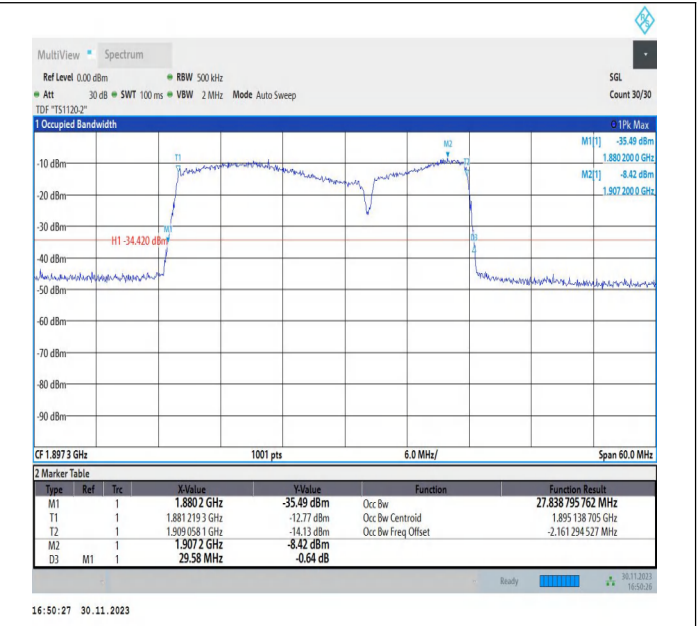 MultiView Spectrum
Ref Level 0.00 dBm RBW 500 kHz SGL
Att 30 dB SWT 100 ms VBW 2 MHz Mode Auto Sweep Count 30/30
TDF "TS1120-2"
1 Occupied Bandwidth 1Pk Max
M1[1] -35.49 dBm
1.880 200 0 GHz
M2[1] -8.42 dBm
1.907 200 0 GHz
M2
T1
T2
-10 dBm
-20 dBm
-30 dBm
M1
D3
H1 -34.420 dBm
-40 dBm
-50 dBm
-60 dBm
-70 dBm
-80 dBm
-90 dBm
CF 1.897 3 GHz 1001 pts 6.0 MHz/ Span 60.0 MHz
2 Marker Table
Type Ref Trc X-Value Y-Value Function Function Result
M1 1 1.8802 GHz -35.49 dBm Occ Bw 27.838 795 762 MHz
T1 1 1.881 219 3 GHz -12.77 dBm Occ Bw Centroid 1.895 138 705 GHz
T2 1 1.909 058 1 GHz -14.13 dBm Occ Bw Freq Offset -2.161 294 527 MHz
M2 1 1.907 2 GHz -8.42 dBm
D3 M1 1 29.58 MHz -0.64 dB
Ready 30.11.2023
16:50:26
16:50:27 30.11.2023